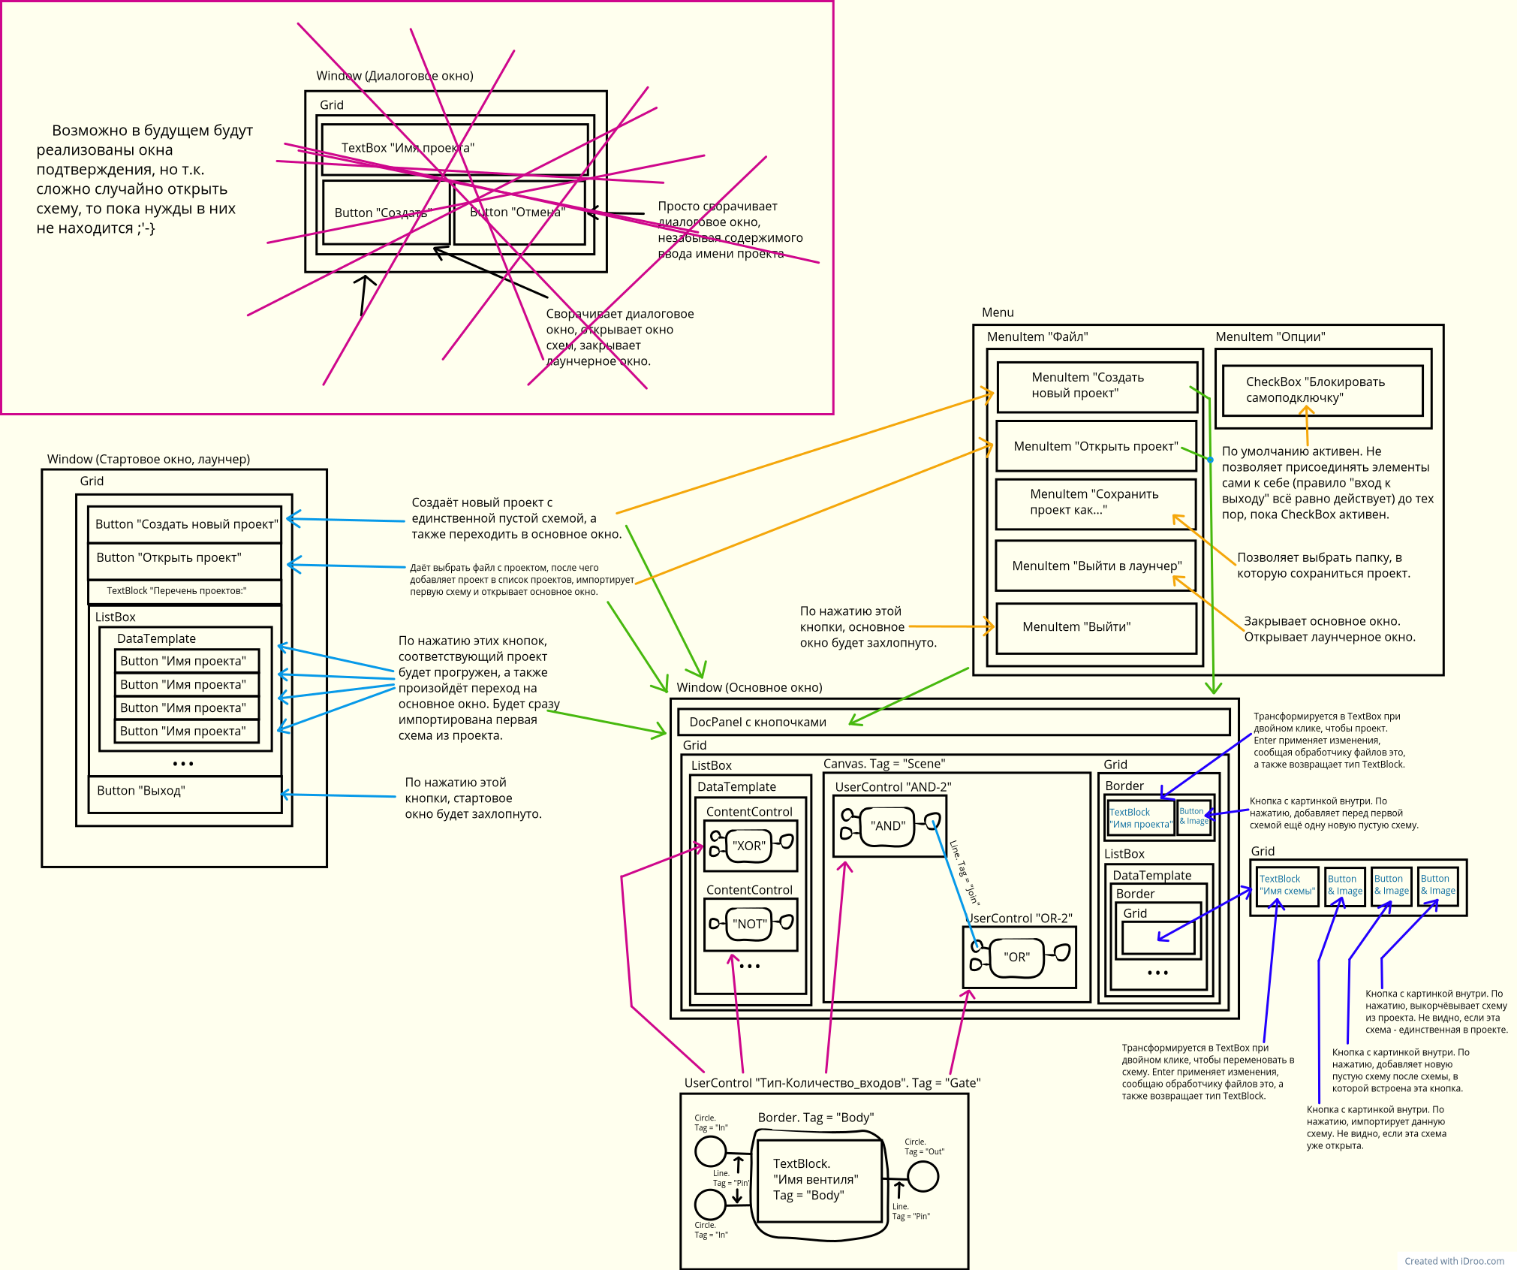 Window (Диалоговое окно)
Grid
TextBox "Имя проекта"
Button "Создать"
Button "Отмена"
Возможно в будущем будут
реализованы окна
подтверждения, но т.к.
сложно случайно открыть
схему, то пока нужды в них
не находится ;'-}
Просто сворачивает
диалоговое окно,
незабывая содержимого
ввода имени проекта
Сворачивает диалоговое
окно, открывает окно
схем, закрывает
лаунчерное окно.
Menu
MenuItem "Файл"
MenuItem "Создать
новый проект"
MenuItem "Открыть проект"
MenuItem "Сохранить
проект как..."
MenuItem "Выйти в лаунчер"
MenuItem "Выйти"
MenuItem "Опции"
CheckBox "Блокировать
самоподключку"
По умолчанию активен. Не
позволяет присоединять элементы
сами к себе (правило "вход к
выходу" всё равно действует) до тех
пор, пока CheckBox активен.
Позволяет выбрать папку, в
которую сохраниться проект.
Закрывает основное окно.
Открывает лаунчерное окно.
По нажатию этой
кнопки, основное
окно будет захлопнуто.
Window (Стартовое окно, лаунчер)
Grid
Button "Создать новый проект"
Button "Открыть проект"
TextBlock "Перечень проектов:"
ListBox
DataTemplate
Button "Имя проекта"
Button "Имя проекта"
Button "Имя проекта"
Button "Имя проекта"
•••
Button "Выход"
Создаёт новый проект с
единственной пустой схемой, а
также переходить в основное окно.
Даёт выбрать файл с проектом, после чего
добавляет проект в список проектов, импортирует
первую схему и открывает основное окно.
По нажатию этих кнопок,
соответствующий проект
будет прогружен, а также
произойдёт переход на
основное окно. Будет сразу
импортирована первая
схема из проекта.
По нажатию этой
кнопки, стартовое
окно будет захлопнуто.
Window (Основное окно)
DocPanel с кнопочками
Grid
ListBox
DataTemplate
ContentControl
"XOR"
ContentControl
"NOT"
•••
Canvas. Tag = "Scene"
UserControl "AND-2"
"AND"
Line. Tag = "Join"
UserControl "OR-2"
"OR"
Grid
Border
TextBlock
"Имя проекта"
Button
& Image
ListBox
DataTemplate
Border
Grid
•••
Трансформируется в TextBox при
двойном клике, чтобы проект.
Enter применяет изменения,
сообщая обработчику файлов это,
а также возвращает тип TextBlock.
Кнопка с картинкой внутри. По
нажатию, добавляет перед первой
схемой ещё одну новую пустую схему.
Grid
TextBlock
"Имя схемы"
Button
& Image
Button
& Image
Button
& Image
Кнопка с картинкой внутри. По
нажатию, выкорчёвывает схему
из проекта. Не видно, если эта
схема - единственная в проекте.
Кнопка с картинкой внутри. По
нажатию, добавляет новую
пустую схему после схемы, в
которой встроена эта кнопка.
Кнопка с картинкой внутри. По
нажатию, импортирует данную
схему. Не видно, если эта схема
уже открыта.
Трансформируется в TextBox при
двойном клике, чтобы переменовать в
схему. Enter применяет изменения,
сообщаю обработчику файлов это, а
также возвращает тип TextBlock.
UserControl "Тип-Количество_входов". Tag = "Gate"
Circle.
Tag = "In"
Line.
Tag = "Pin"
Circle.
Tag = "In"
Border. Tag = "Body"
TextBlock.
"Имя вентиля"
Tag = "Body"
Circle.
Tag = "Out"
Line.
Tag = "Pin"
Created with iDroo.com